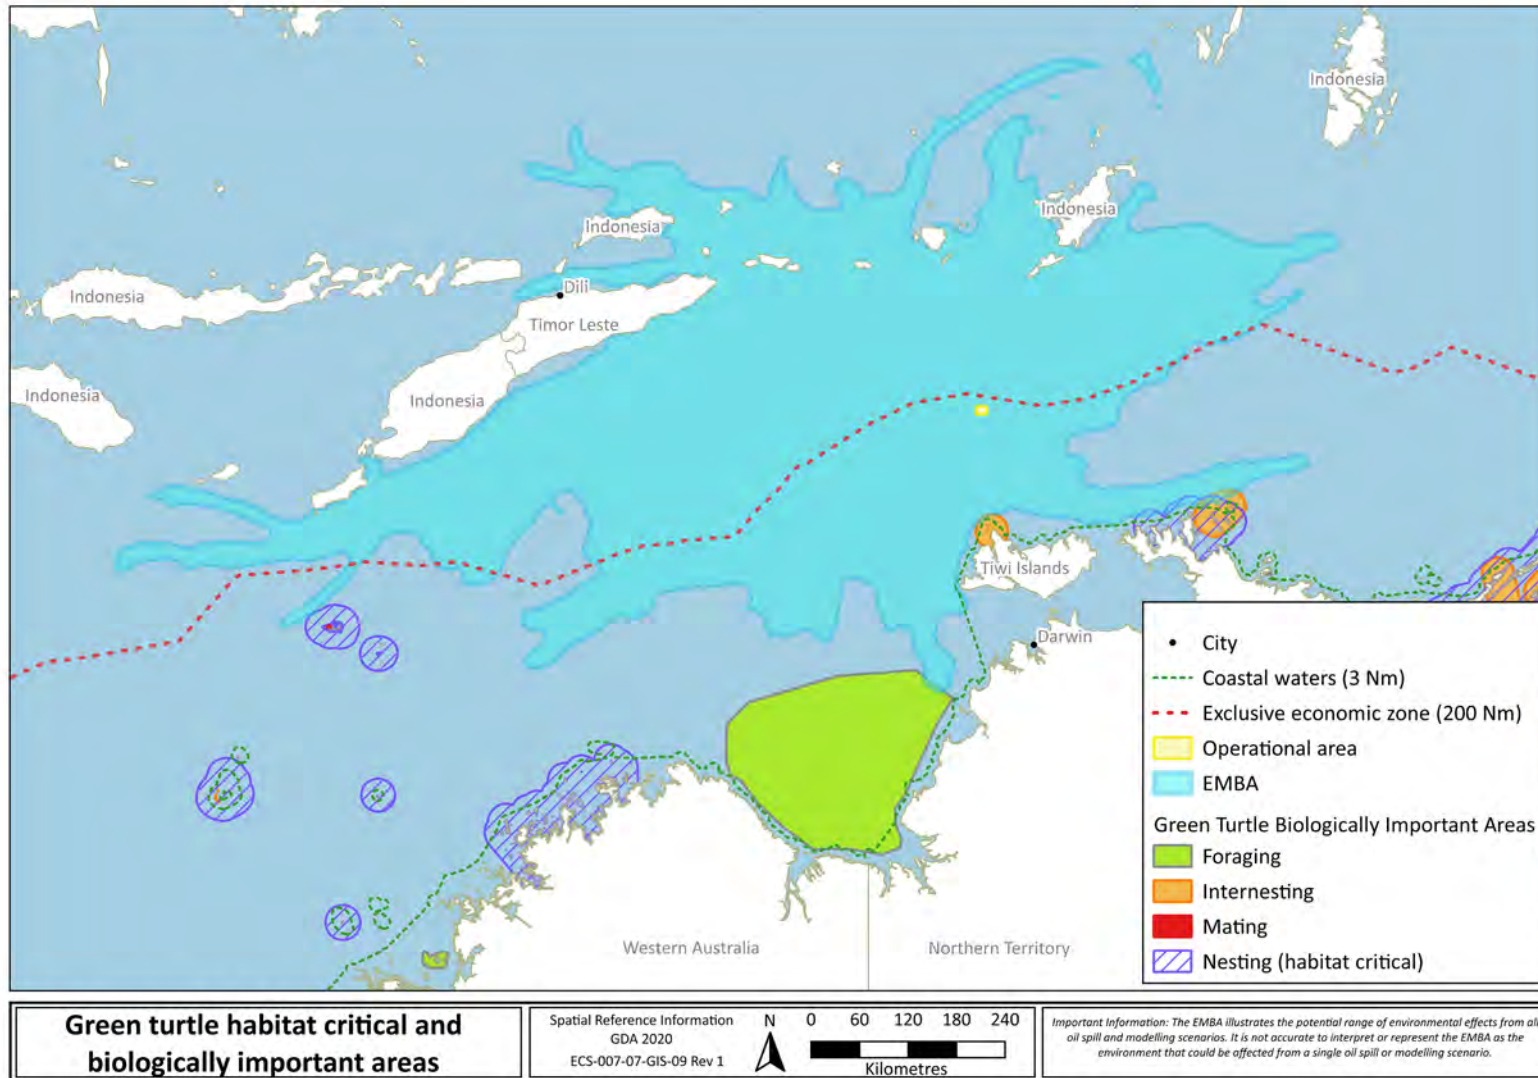 Indonesia
Indonesia
Indonesia
Indonesia
Dili
Timor Leste
Indonesia
Indonesia
Tiwi Islands
Darwin
Western Australia
Northern Territory
City
Coastal waters (3 Nm)
Exclusive economic zone (200 Nm)
Operational area
EMBA
Green Turtle Biologically Important Areas
Foraging
Internesting
Mating
Nesting (habitat critical)
Green turtle habitat critical and
biologically important areas
Spatial Reference Information
GDA 2020
ECS-007-07-GIS-09 Rev 1
N
0 60 120 180 240
Kilometres
Important Information: The EMBA illustrates the potential range of environmental effects from all
oil spill and modelling scenarios. It is not accurate to interpret or represent the EMBA as the
environment that could be affected from a single oil spill or modelling scenario.